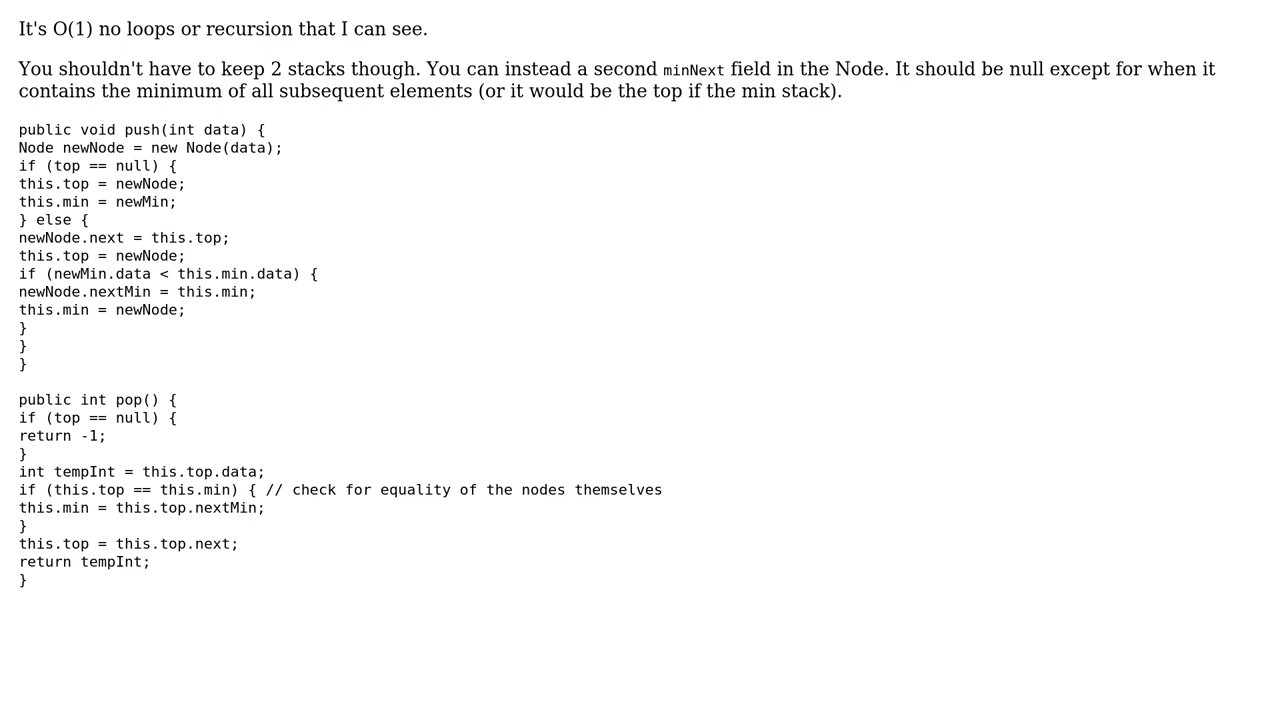 It's O(1) no loops or recursion that I can see.
You shouldn't have to keep 2 stacks though. You can instead a second minNext field in the Node. It should be null except for when it
contains the minimum of all subsequent elements (or it would be the top if the min stack).
public void push(int data) {
Node newNode = new Node(data);
if (top == null) {
this.top = newNode;
this.min = newMin;
} else {
newNode.next = this.top;
this.top = newNode;
if (newMin.data < this.min.data) {
newNode.nextMin = this.min;
this.min = newNode;
}
}
}
public int pop() {
if (top == null) {
return -1;
}
int tempInt = this.top.data;
if (this.top == this.min) { // check for equality of the nodes themselves
this.min = this.top.nextMin;
}
this.top = this.top.next;
return tempInt;
}